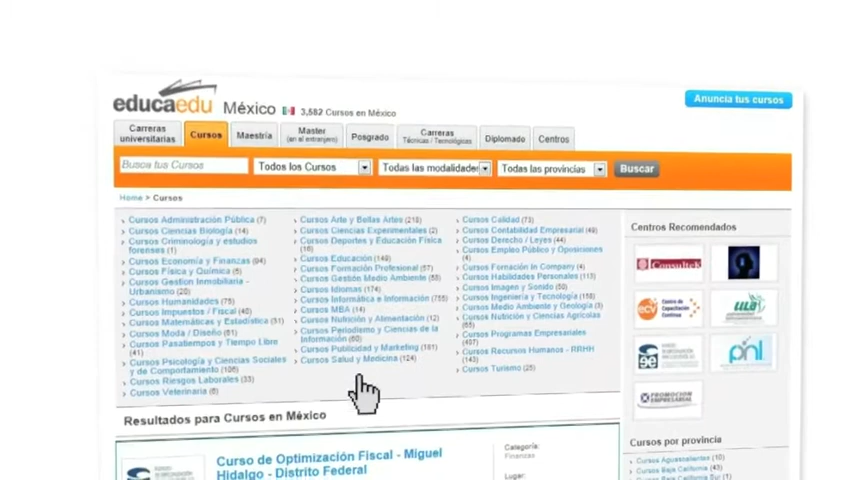 educaedu México 3,582 Cursos en México
Anuncia tus cursos
Carreras
universitarias
Cursos
Maestría
Master
(en el extranjero)
Posgrado
Carreras
Técnicas / Tecnológicas
Diplomado
Centros
Busca tus Cursos
Todos los Cursos
Todas las modalidades
Todas las provincias
Buscar
Home > Cursos
Cursos Administración Pública (7)
Cursos Ciencias Biología (14)
Cursos Criminología y estudios
forenses (1)
Cursos Economía y Finanzas (94)
Cursos Física y Química (5)
Cursos Gestion Inmobiliaria -
Urbanismo (20)
Cursos Humanidades (75)
Cursos Impuestos / Fiscal (40)
Cursos Matemáticas y Estadística (31)
Cursos Moda / Diseño (51)
Cursos Pasatiempos y Tiempo Libre
(41)
Cursos Psicología y Ciencias Sociales
y de Comportamiento (106)
Cursos Riesgos Laborales (33)
Cursos Veterinaria (6)
Cursos Arte y Bellas Artes (218)
Cursos Ciencias Experimentales (2)
Cursos Deportes y Educación Física
(16)
Cursos Educación (149)
Cursos Formación Profesional (57)
Cursos Gestión Medio Ambiente (55)
Cursos Idiomas (174)
Cursos Informática e Información (755)
Cursos MBA (14)
Cursos Nutrición y Alimentación (12)
Cursos Periodismo y Ciencias de la
Información (60)
Cursos Publicidad y Marketing (181)
Cursos Salud y Medicina (124)
Cursos Calidad (73)
Cursos Contabilidad Empresarial (49)
Cursos Derecho / Leyes (44)
Cursos Empleo Público y Oposiciones
(4)
Cursos Formación In Company (4)
Cursos Habilidades Personales (113)
Cursos Imagen y Sonido (50)
Cursos Ingeniería y Tecnología (158)
Cursos Medio Ambiente y Geología (3)
Cursos Nutrición y Ciencias Agrícolas
(65)
Cursos Programas Empresariales
(497)
Cursos Recursos Humanos - RRHH
(143)
Cursos Turismo (25)
Centros Recomendados
Consultek
ecv Centro de
Capacitación
Continua
ula
pnl
PROMOCION
EMPRESARIAL
Cursos por provincia
Cursos Aguascalientes (10)
Cursos Baja California (43)
Cursos Baja California Sur (1)
Resultados para Cursos en México
Curso de Optimización Fiscal - Miguel
Hidalgo - Distrito Federal
Categoría:
Finanzas
Lugar: